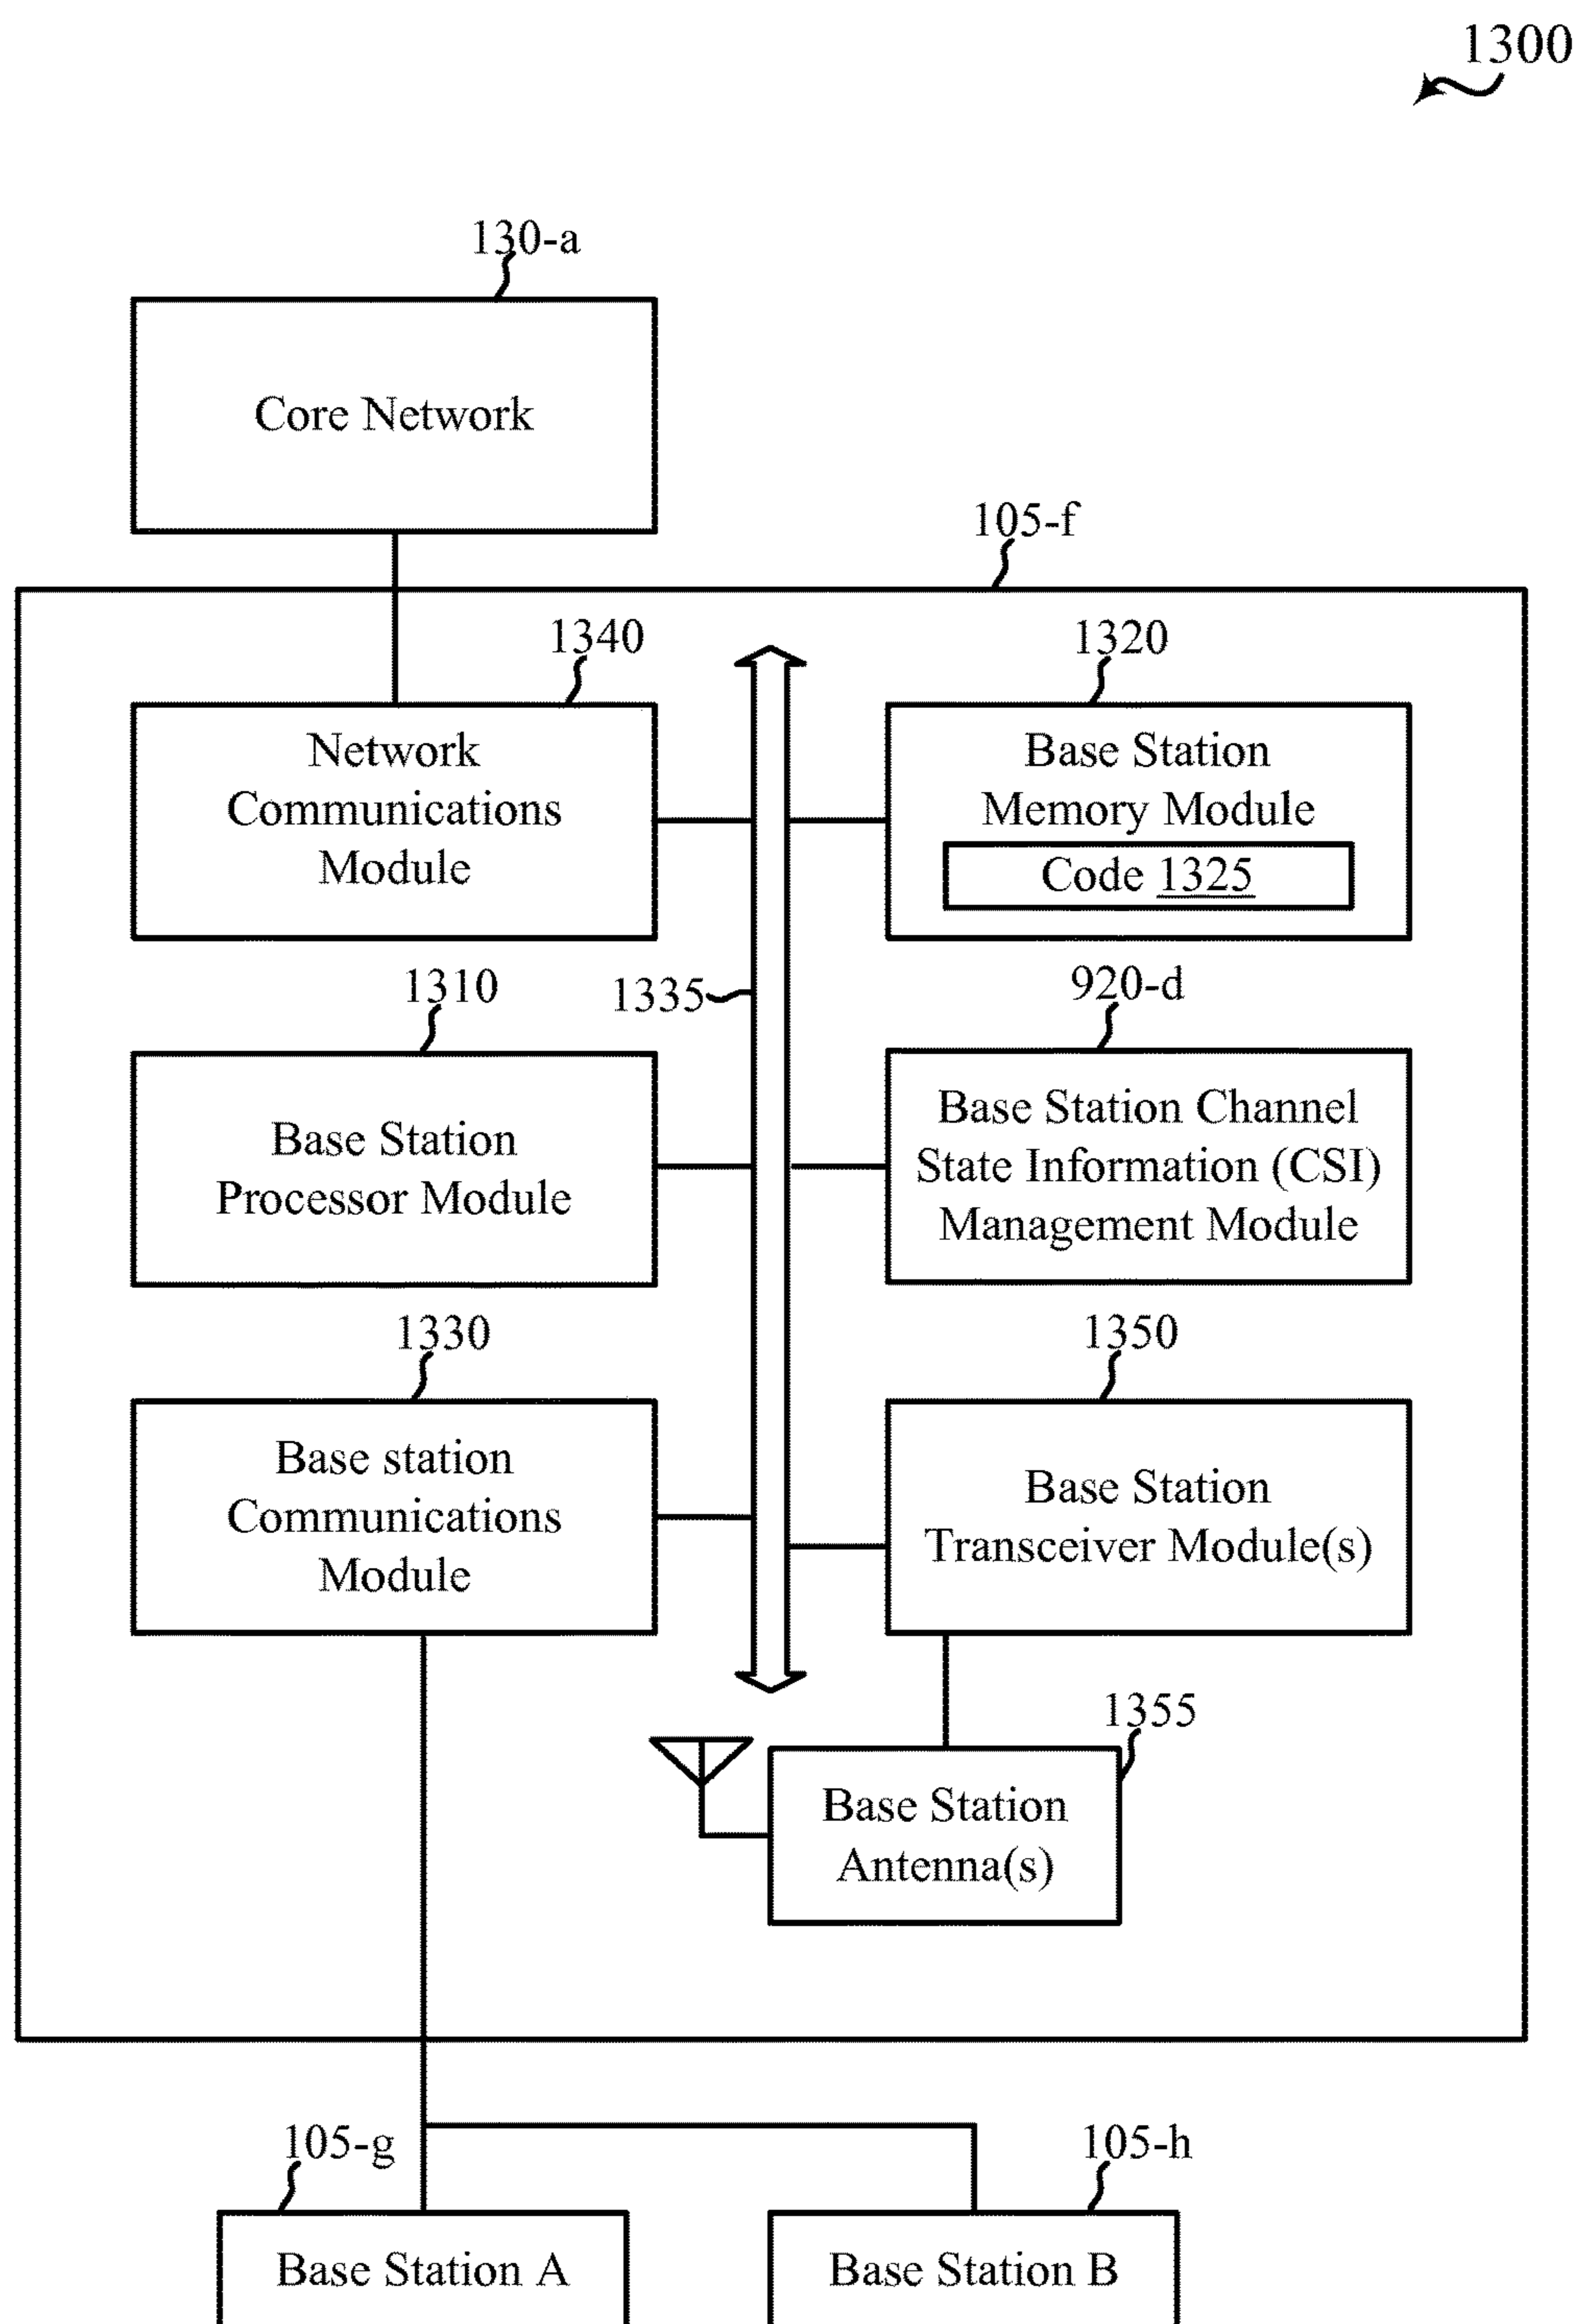 1300
130-a
Core Network
105-f
1340
1320
Network
Communications
Module
Base Station
Memory Module
Code 1325
1310
1335
920-d
Base Station
Processor Module
Base Station Channel
State Information (CSI)
Management Module
1330
1350
Base station
Communications
Module
Base Station
Transceiver Module(s)
1355
Base Station
Antenna(s)
105-g
105-h
Base Station A
Base Station B